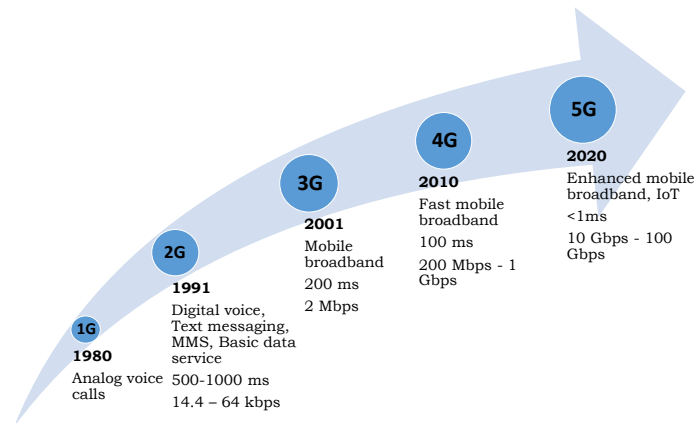 1G
1980
Analog voice
calls
2G
1991
Digital voice,
Text messaging,
MMS, Basic data
service
500-1000 ms
14.4 – 64 kbps
3G
2001
Mobile
broadband
200 ms
2 Mbps
4G
2010
Fast mobile
broadband
100 ms
200 Mbps - 1
Gbps
5G
2020
Enhanced mobile
broadband, IoT
<1ms
10 Gbps - 100
Gbps